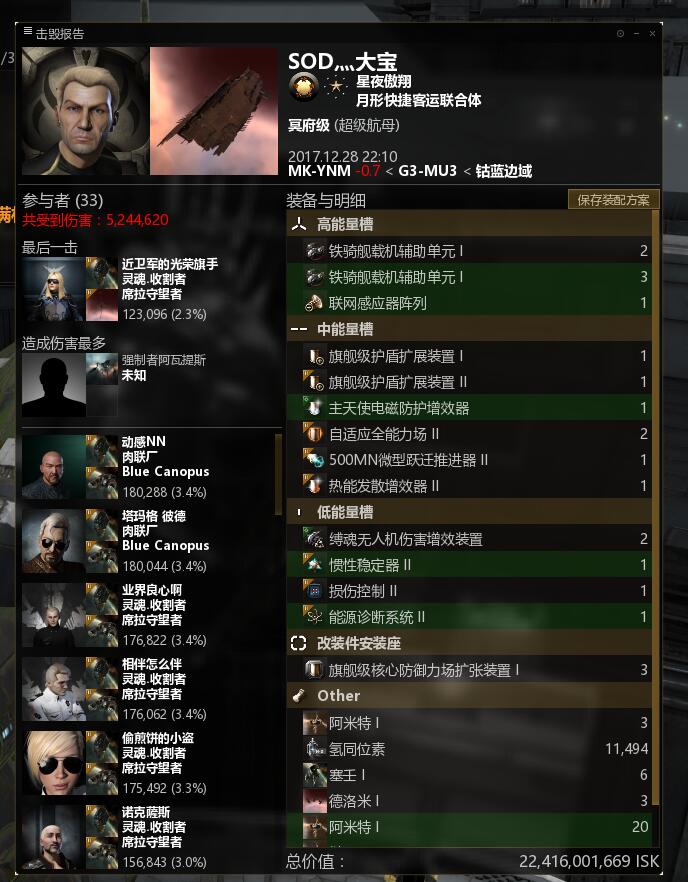 击毁报告
/3
SOD灬大宝
星夜傲翔
月形快捷客运联合体
冥府级 (超级航母)
2017.12.28 22:10
MK-YNM -0.7 < G3-MU3 < 钴蓝边域
参与者 (33)
共受到伤害：5,244,620
最后一击
近卫军的光荣旗手
灵魂.收割者
席拉守望者
123,096 (2.3%)
造成伤害最多
强制者阿瓦提斯
未知
动感NN
肉联厂
Blue Canopus
180,288 (3.4%)
塔玛格 彼德
肉联厂
Blue Canopus
180,044 (3.4%)
业界良心啊
灵魂.收割者
席拉守望者
176,822 (3.4%)
相伴怎么伴
灵魂.收割者
席拉守望者
176,062 (3.4%)
偷煎饼的小盗
灵魂.收割者
席拉守望者
175,492 (3.3%)
诺克薩斯
灵魂.收割者
席拉守望者
156,843 (3.0%)
装备与明细
保存装配方案
高能量槽
铁骑舰载机辅助单元 I 2
铁骑舰载机辅助单元 I 3
联网感应器阵列 1
中能量槽
旗舰级护盾扩展装置 I 1
旗舰级护盾扩展装置 II 1
主天使电磁防护增效器 1
自适应全能力场 II 2
500MN微型跃迁推进器 II 1
热能发散增效器 II 1
低能量槽
缚魂无人机伤害增效装置 2
惯性稳定器 II 1
损伤控制 II 1
能源诊断系统 II 1
改装件安装座
旗舰级核心防御力场扩张装置 I 3
Other
阿米特 I 3
氢同位素 11,494
塞壬 I 6
德洛米 I 3
阿米特 I 20
总价值： 22,416,001,669 ISK